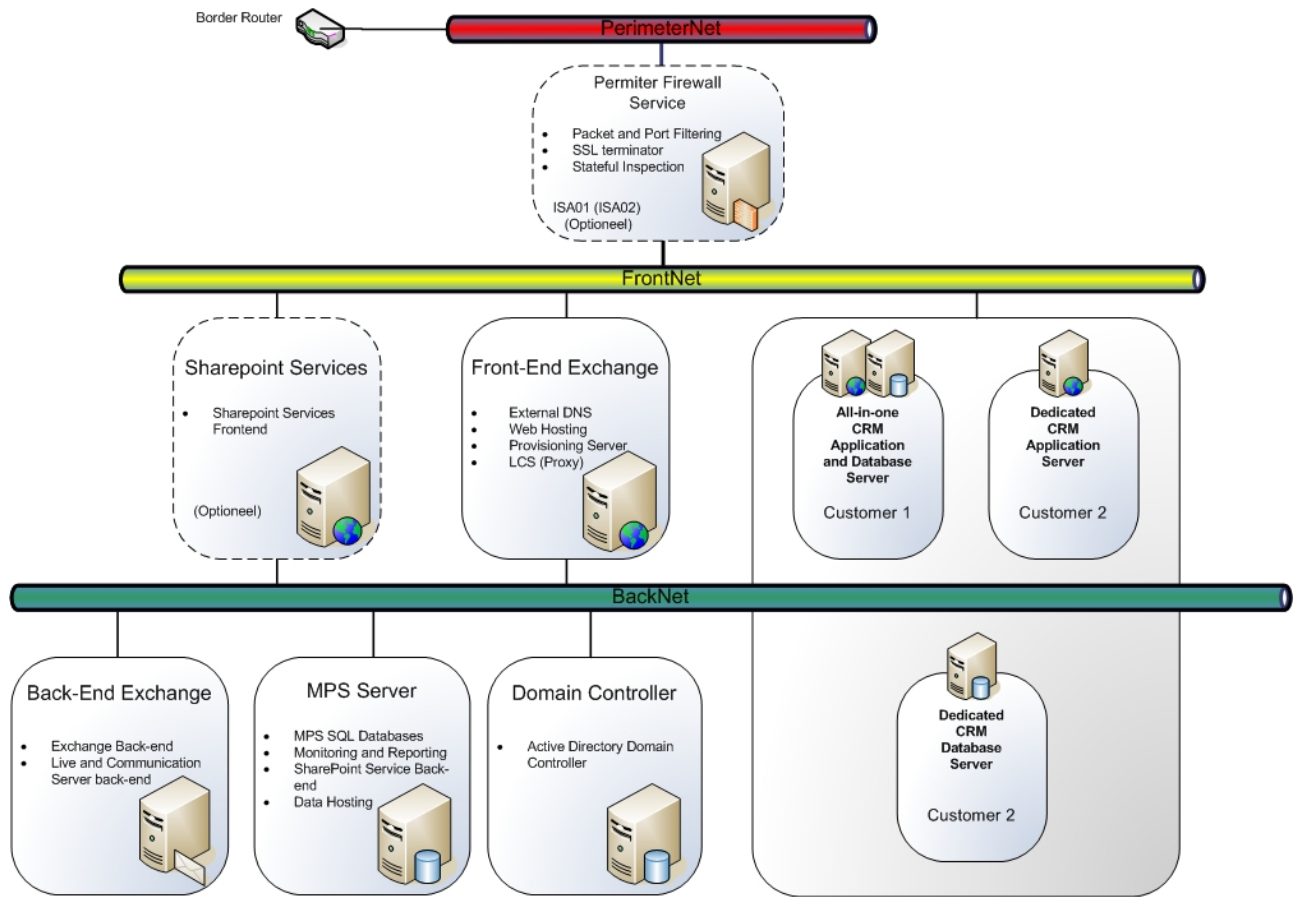 Border Router
PerimeterNet
Permiter Firewall
Service
• Packet and Port Filtering
• SSL terminator
• Stateful Inspection
ISA01 (ISA02)
(Optioneel)
FrontNet
Sharepoint Services
• Sharepoint Services
Frontend
(Optioneel)
Front-End Exchange
• External DNS
• Web Hosting
• Provisioning Server
• LCS (Proxy)
All-in-one
CRM
Application
and Database
Server
Customer 1
Dedicated
CRM
Application
Server
Customer 2
BackNet
Back-End Exchange
• Exchange Back-end
• Live and Communication
Server back-end
MPS Server
• MPS SQL Databases
• Monitoring and Reporting
• SharePoint Service Back-
end
• Data Hosting
Domain Controller
• Active Directory Domain
Controller
Dedicated
CRM
Database
Server
Customer 2